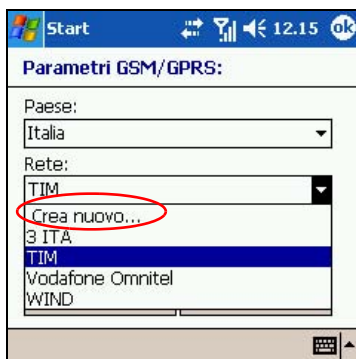 Start 12.15 ok
Parametri GSM/GPRS:
Paese:
Italia
Rete:
TIM
Crea nuovo...
3 ITA
TIM
Vodafone Omnitel
WIND